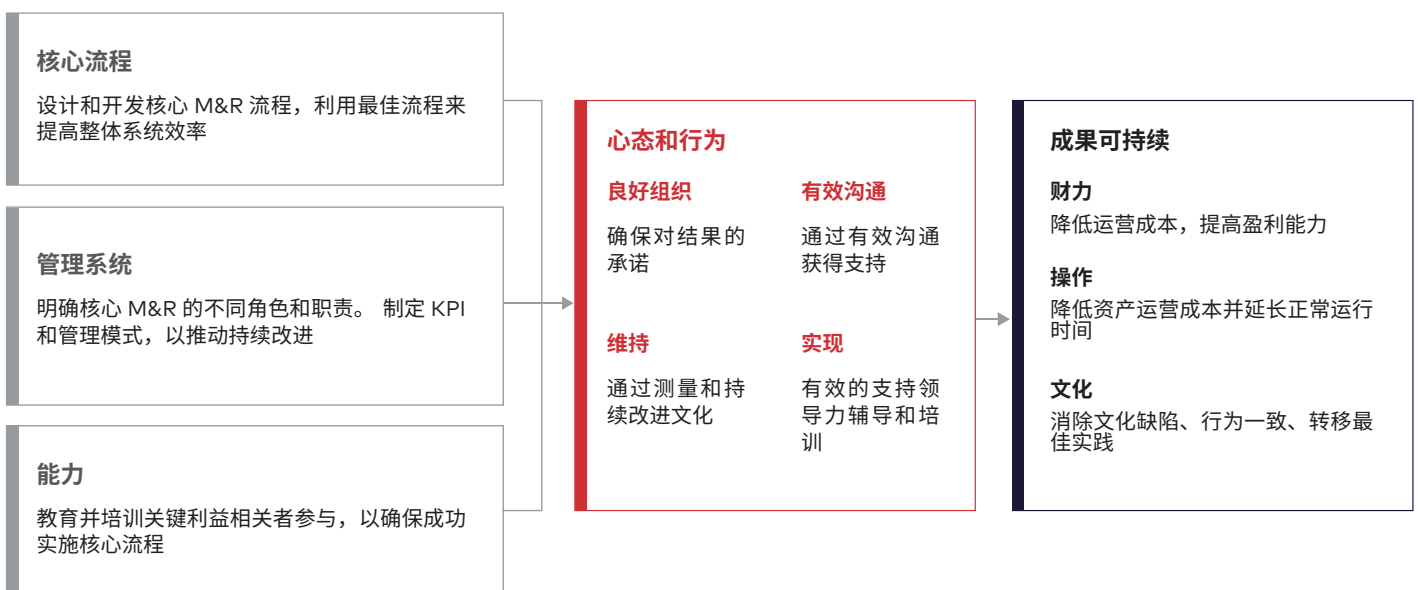 核心流程
设计和开发核心 M&R 流程，利用最佳流程来
提高整体系统效率
管理系统
明确核心 M&R 的不同角色和职责。 制定 KPI
和管理模式，以推动持续改进
能力
教育并培训关键利益相关者参与，以确保成功
实施核心流程
心态和行为
良好组织
确保对结果的
承诺
有效沟通
通过有效沟通
获得支持
维持
通过测量和持
续改进文化
实现
有效的支持领
导力辅导和培
训
成果可持续
财力
降低运营成本，提高盈利能力
操作
降低资产运营成本并延长正常运行
时间
文化
消除文化缺陷、行为一致、转移最
佳实践